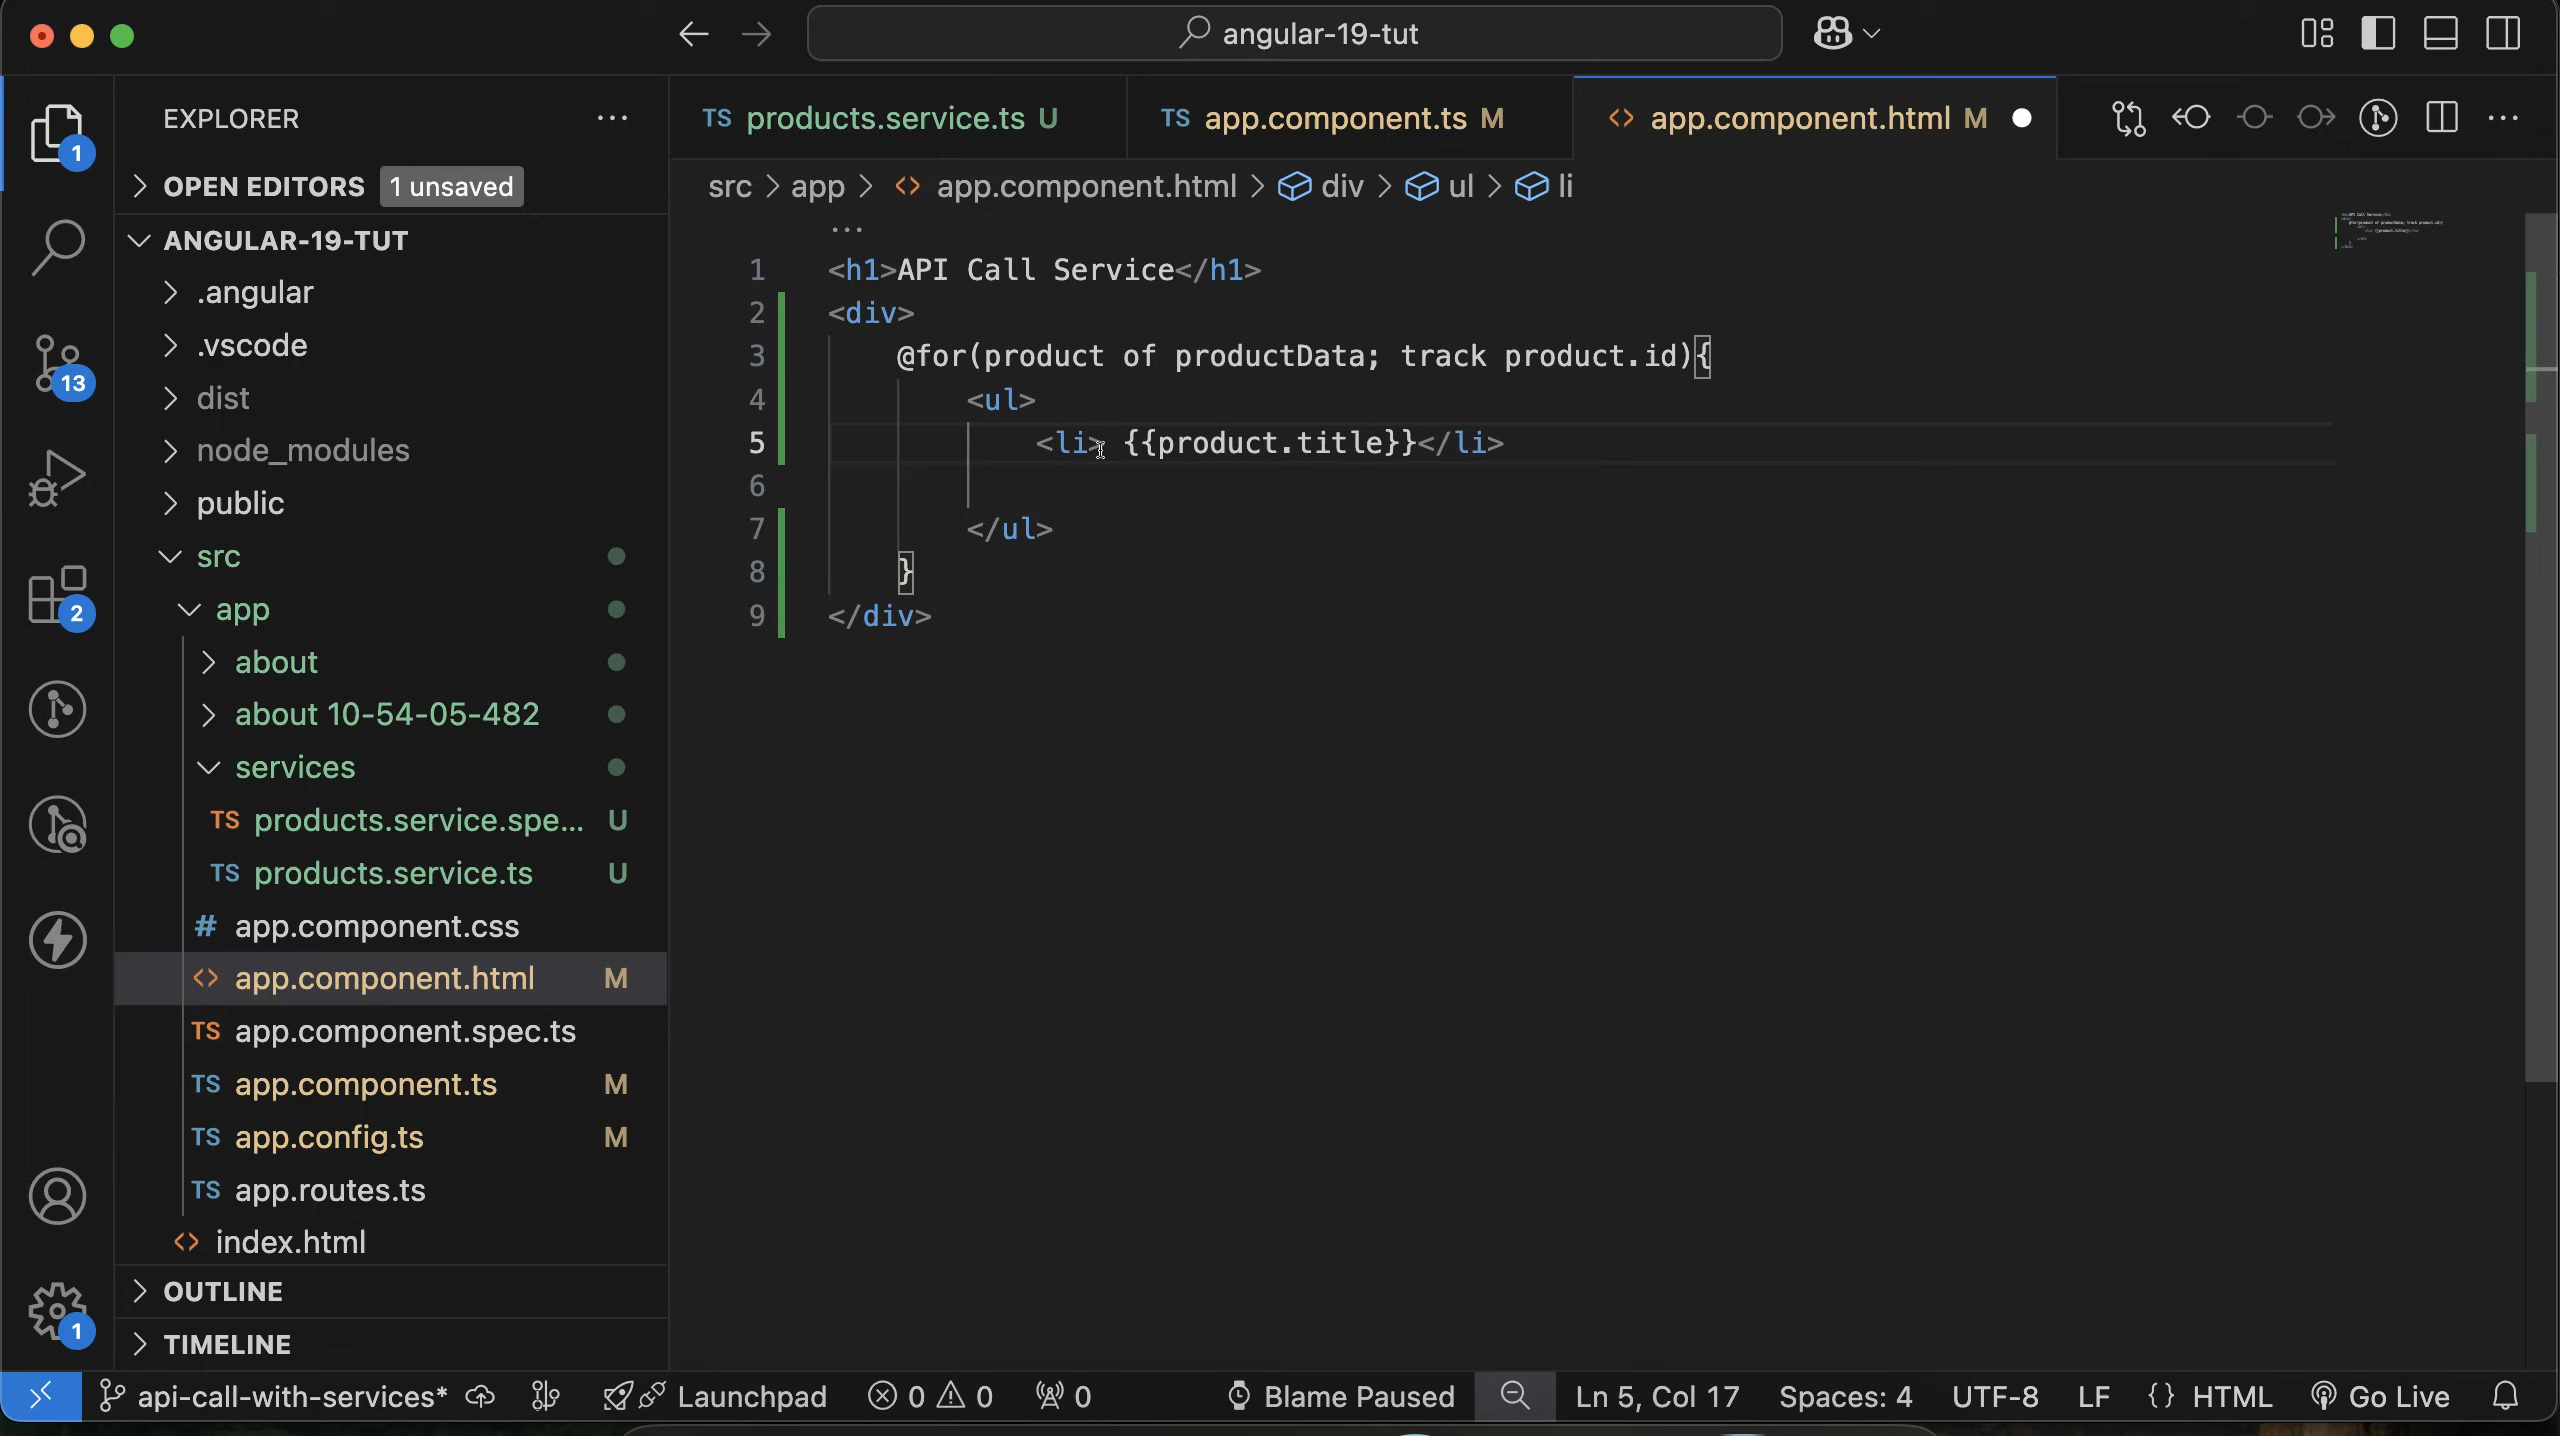 angular-19-tut
EXPLORER
OPEN EDITORS 1 unsaved
ANGULAR-19-TUT
.angular
.vscode
dist
node_modules
public
src
app
about
about 10-54-05-482
services
TS products.service.spe... U
TS products.service.ts U
# app.component.css
<> app.component.html M
TS app.component.spec.ts
TS app.component.ts M
TS app.config.ts M
TS app.routes.ts
<> index.html
OUTLINE
TIMELINE
1
13
2
1
TS products.service.ts U
TS app.component.ts M
<> app.component.html M
src > app > <> app.component.html > div > ul > li
...
1 <h1>API Call Service</h1>
2 <div>
3 @for(product of productData; track product.id){
4 <ul>
5 <li> {{product.title}}</li>
6
7 </ul>
8 }
9 </div>
api-call-with-services* Launchpad 0 0 0 Blame Paused Ln 5, Col 17 Spaces: 4 UTF-8 LF {} HTML Go Live